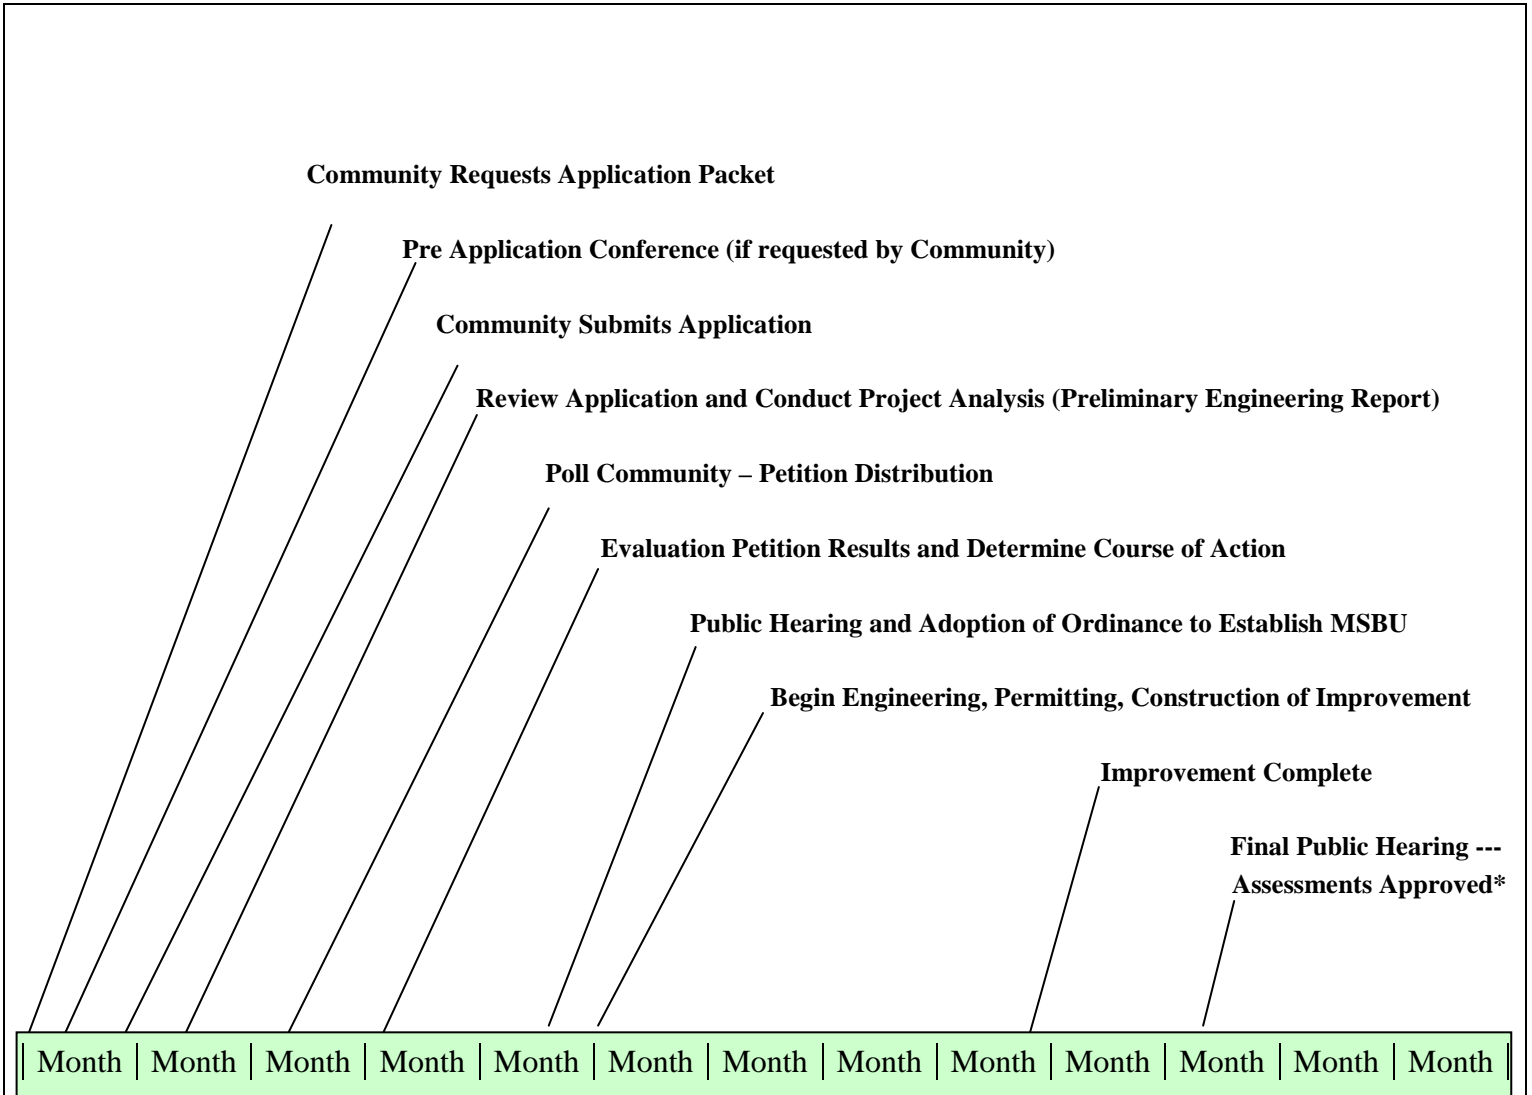 Community Requests Application Packet
Pre Application Conference (if requested by Community)
Community Submits Application
Review Application and Conduct Project Analysis (Preliminary Engineering Report)
Poll Community – Petition Distribution
Evaluation Petition Results and Determine Course of Action
Public Hearing and Adoption of Ordinance to Establish MSBU
Begin Engineering, Permitting, Construction of Improvement
Improvement Complete
Final Public Hearing ---
Assessments Approved*
| Month | Month | Month | Month | Month | Month | Month | Month | Month | Month | Month | Month | Month |